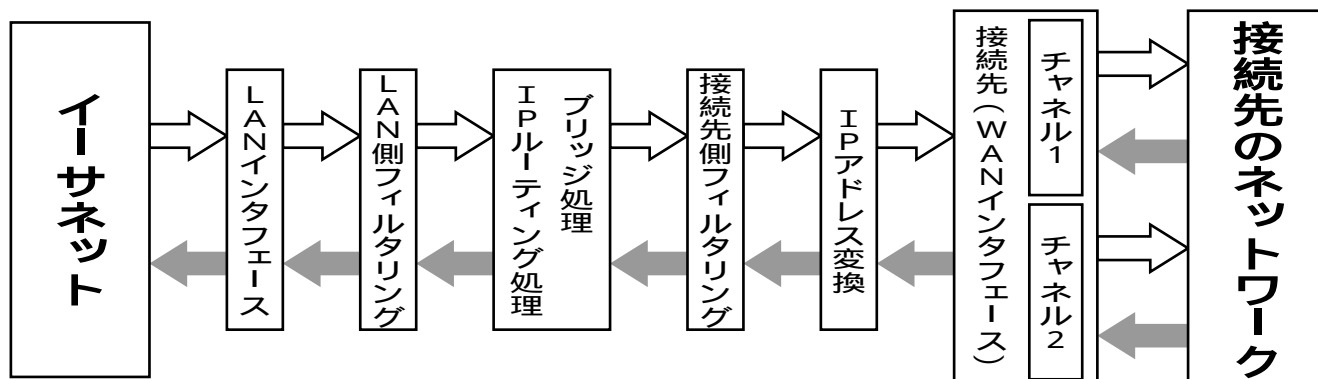 イーサネット
LANインタフェース
LAN側フィルタリング
ブリッジ処理
IPルーティング処理
接続先側フィルタリング
IPアドレス変換
接続先(WANインタフェース)
チャネル1
チャネル2
接続先のネットワーク